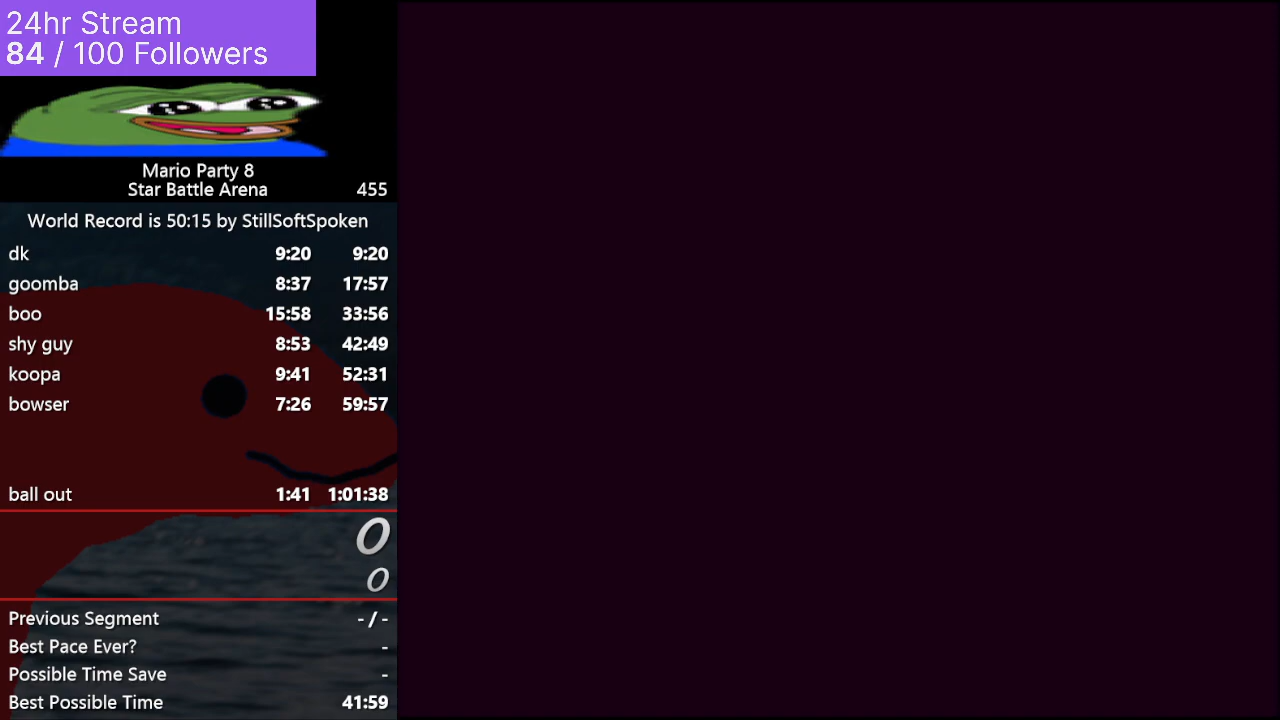 24hr Stream
84 / 100 Followers
Mario Party 8
Star Battle Arena 455
World Record is 50:15 by StillSoftSpoken
dk 9:20 9:20
goomba 8:37 17:57
boo 15:58 33:56
shy guy 8:53 42:49
koopa 9:41 52:31
bowser 7:26 59:57
ball out 1:41 1:01:38
0
0
Previous Segment - / -
Best Pace Ever? -
Possible Time Save -
Best Possible Time 41:59